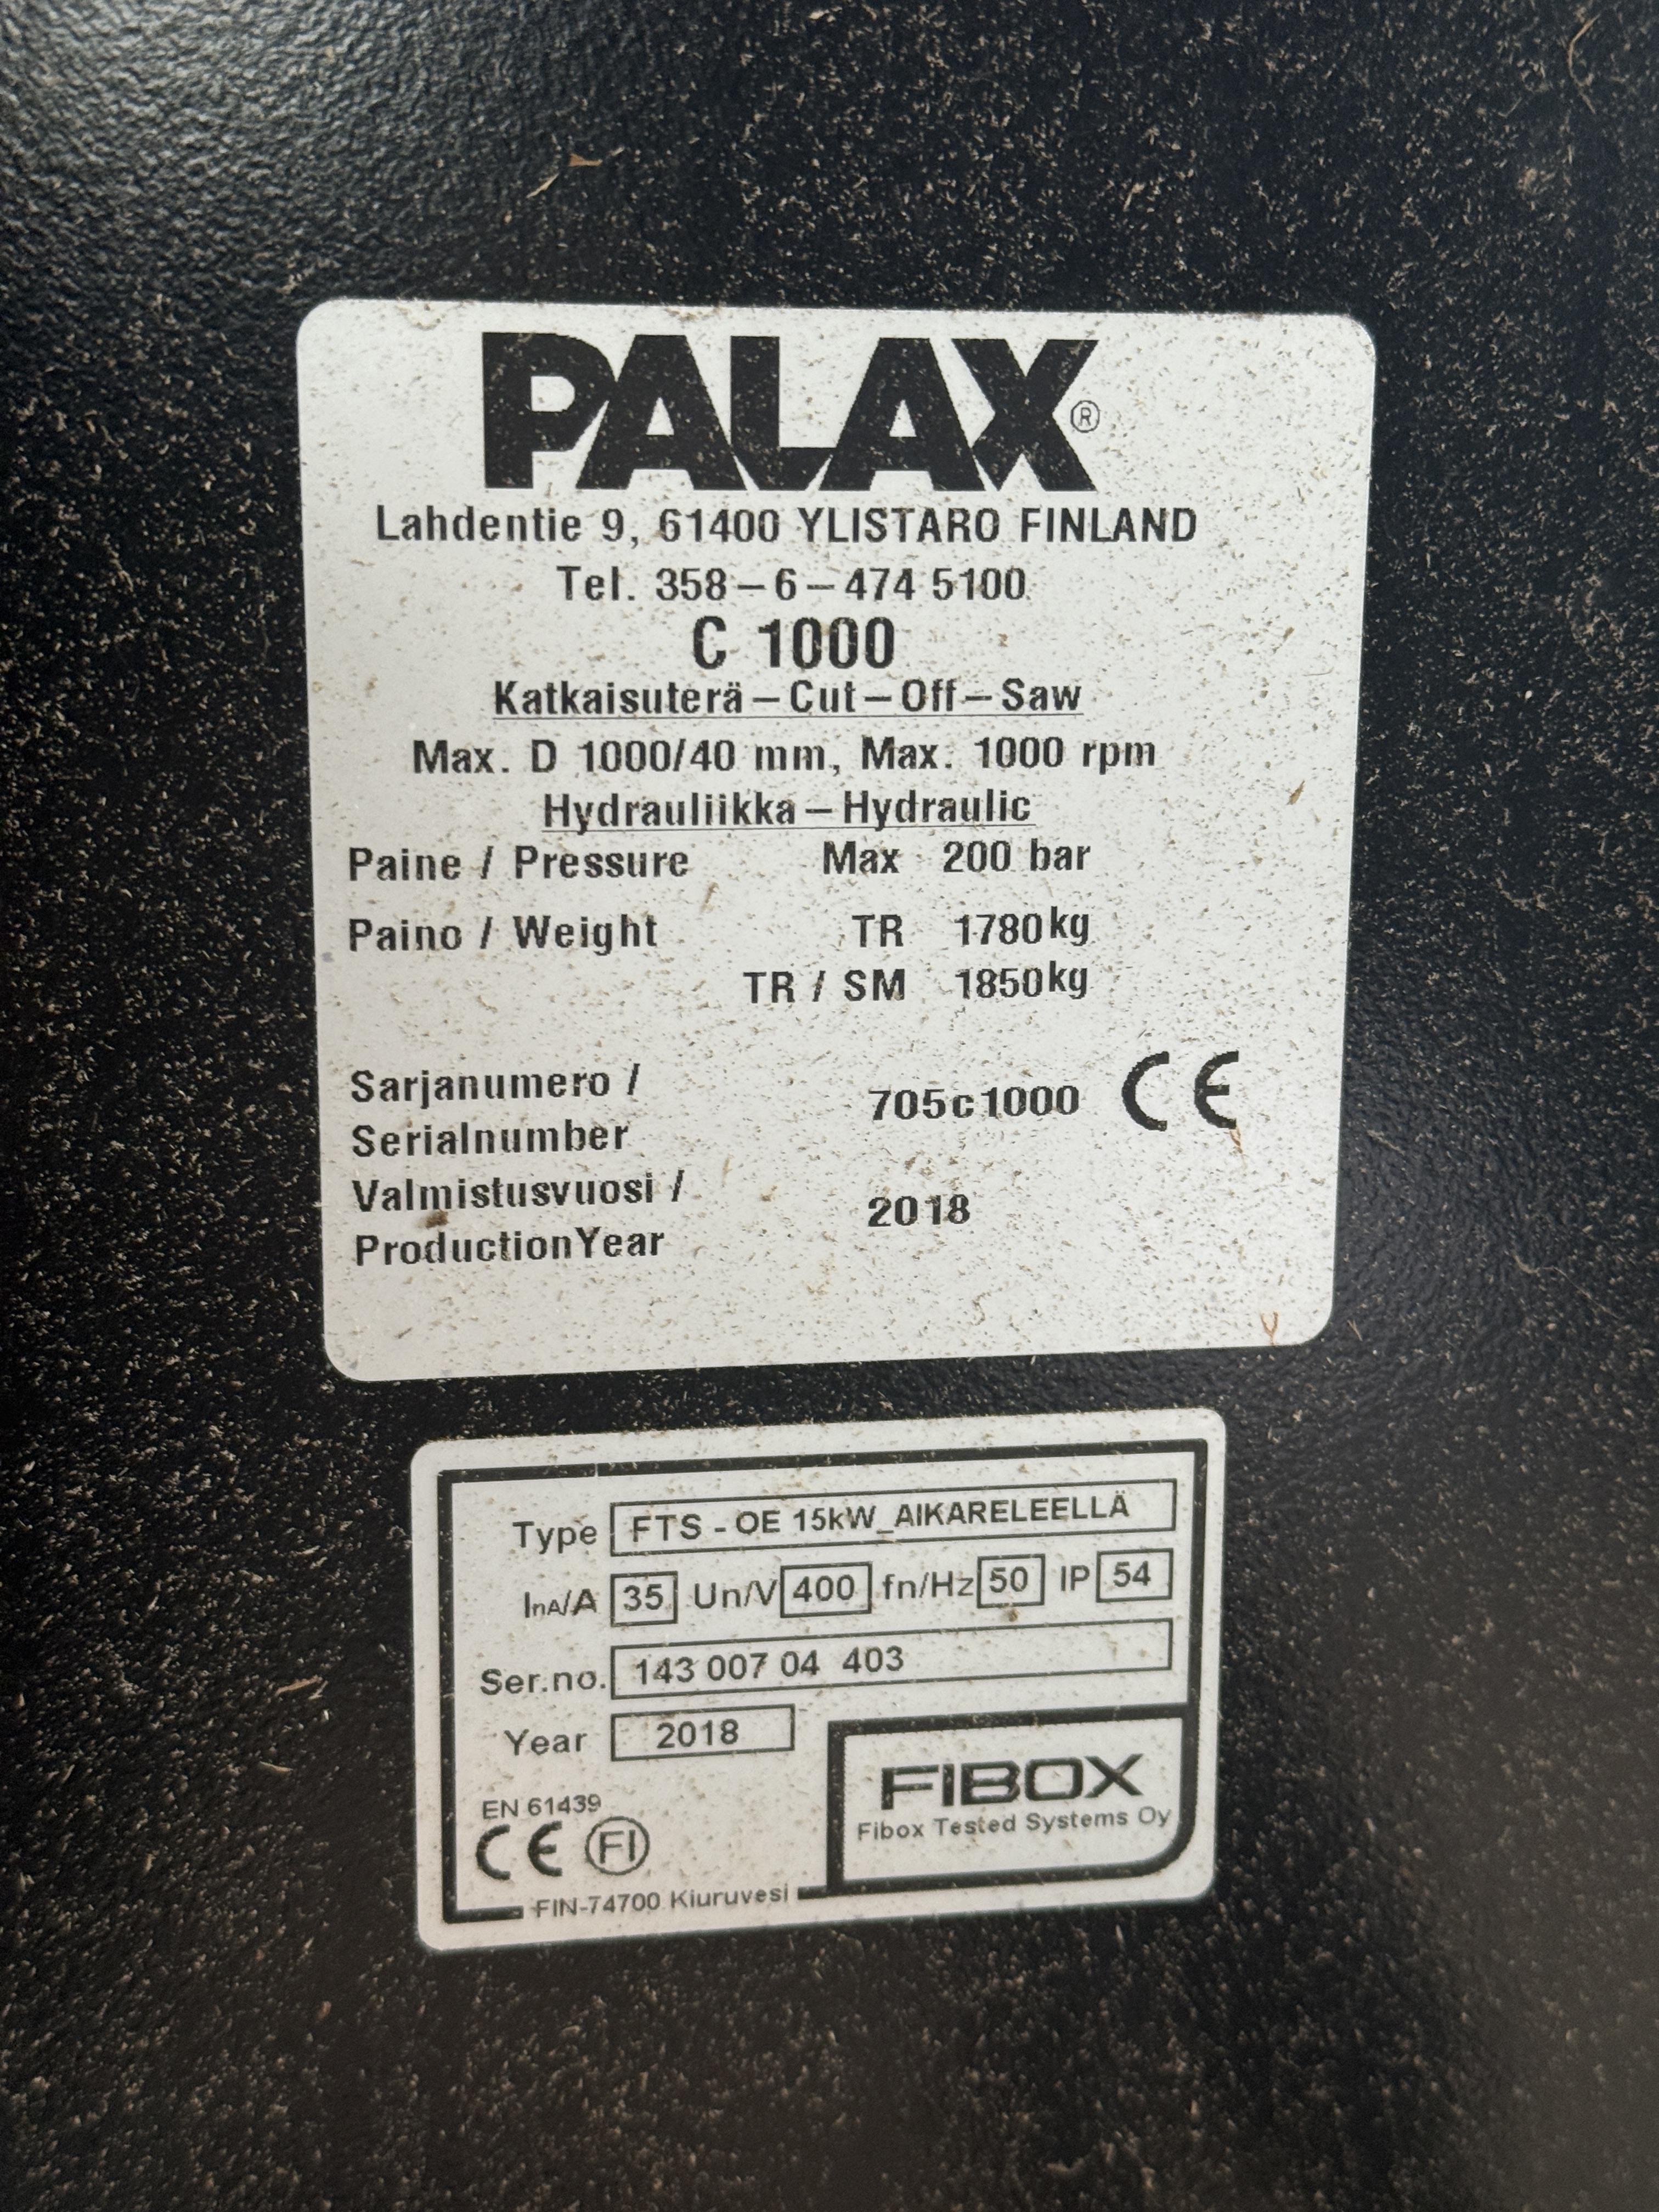 PALAX®
Lahdentie 9, 61400 YLISTARO FINLAND
Tel. 358-6-474 5100
C 1000
Katkaisuterä-Cut-Off-Saw
Max. D 1000/40 mm, Max. 1000 rpm
Hydrauliikka-Hydraulic
Paine / Pressure Max 200 bar
Paino / Weight TR 1780kg
TR / SM 1850kg
Sarjanumero /
Serialnumber 705c1000 CE
Valmistusvuosi /
ProductionYear 2018
Type FTS - OE 15kW_AIKARELEELLÄ
InA/A 35 Un/V 400 fn/Hz 50 IP 54
Ser.no. 143 007 04 403
Year 2018
EN 61439
CE FI
FIBOX
Fibox Tested Systems Oy
FIN-74700 Kiuruvesi